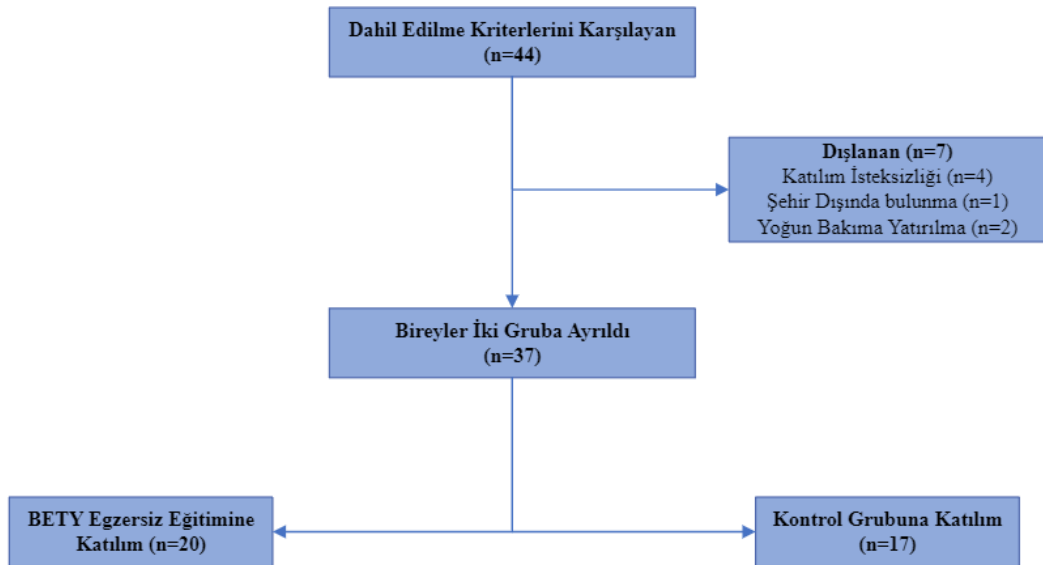 Dahil Edilme Kriterlerini Karşılayan
(n=44)
Dışlanan (n=7)
Katılım İsteksizliği (n=4)
Şehir Dışında bulunma (n=1)
Yoğun Bakıma Yatırılma (n=2)
Bireyler İki Gruba Ayrıldı
(n=37)
BETY Egzersiz Eğitimine
Katılım (n=20)
Kontrol Grubuna Katılım
(n=17)